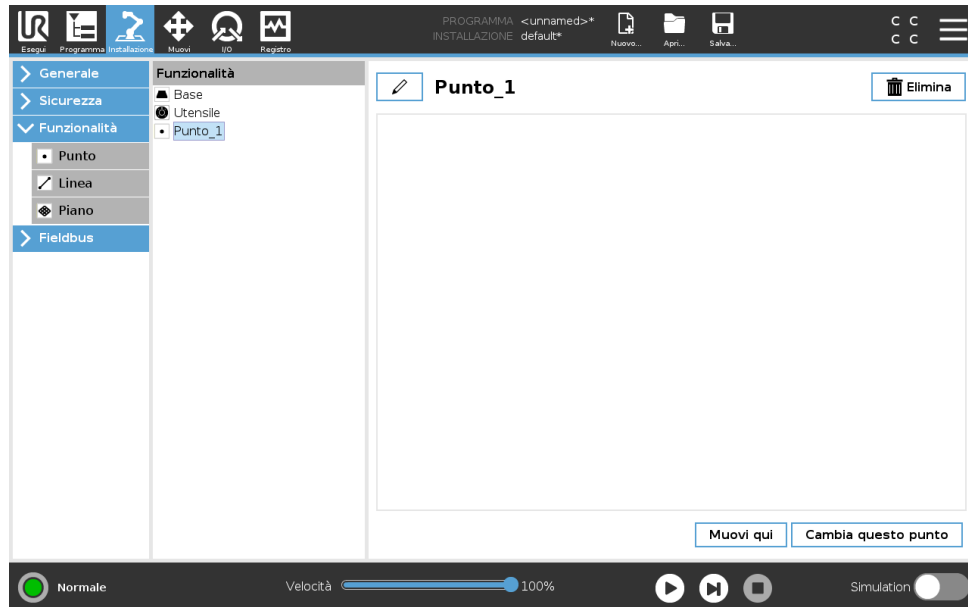 Esegui Programma Installazione Muovi I/O Registro
PROGRAMMA <unnamed>*
INSTALLAZIONE default*
Nuovo... Apri... Salva...
C C
C C
Generale
Sicurezza
Funzionalità
Punto
Linea
Piano
Fieldbus
Funzionalità
Base
Utensile
Punto_1
Punto_1
Elimina
Muovi qui
Cambia questo punto
Normale
Velocità
100%
Simulation